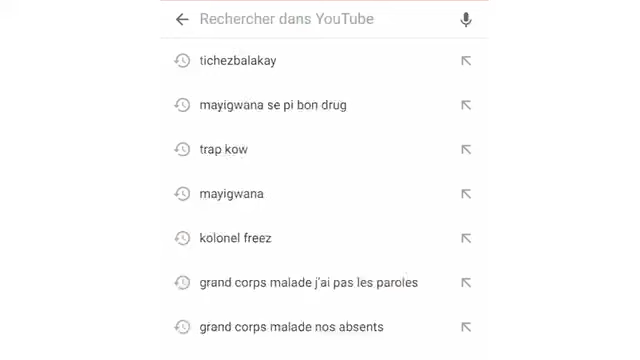 Rechercher dans YouTube
tichezbalakay
mayigwana se pi bon drug
trap kow
mayigwana
kolonel freez
grand corps malade j'ai pas les paroles
grand corps malade nos absents